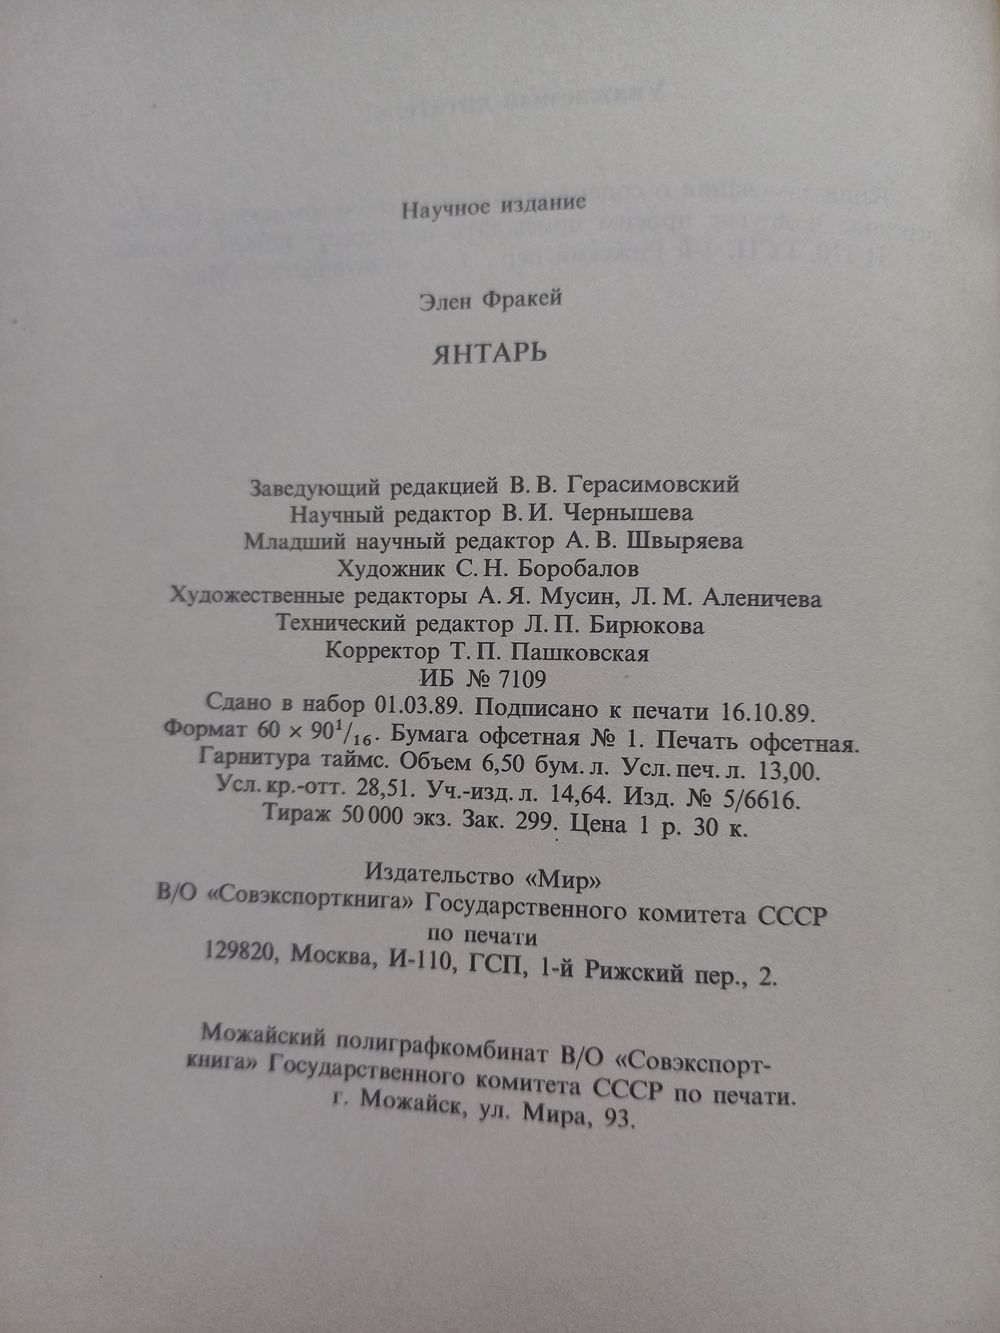 Научное издание
Элен Фракей
ЯНТАРЬ
Заведующий редакцией В. В. Герасимовский
Научный редактор В. И. Чернышева
Младший научный редактор А. В. Швыряева
Художник С. Н. Боробалов
Художественные редакторы А. Я. Мусин, Л. М. Аленичева
Технический редактор Л. П. Бирюкова
Корректор Т. П. Пашковская
ИБ № 7109
Сдано в набор 01.03.89. Подписано к печати 16.10.89.
Формат 60 × 90¹/₁₆. Бумага офсетная № 1. Печать офсетная.
Гарнитура таймс. Объем 6,50 бум. л. Усл. печ. л. 13,00.
Усл. кр.-отт. 28,51. Уч.-изд. л. 14,64. Изд. № 5/6616.
Тираж 50 000 экз. Зак. 299. Цена 1 р. 30 к.
Издательство «Мир»
В/О «Совэкспорткнига» Государственного комитета СССР
по печати
129820, Москва, И-110, ГСП, 1-й Рижский пер., 2.
Можайский полиграфкомбинат В/О «Совэкспорт-
книга» Государственного комитета СССР по печати.
г. Можайск, ул. Мира, 93.